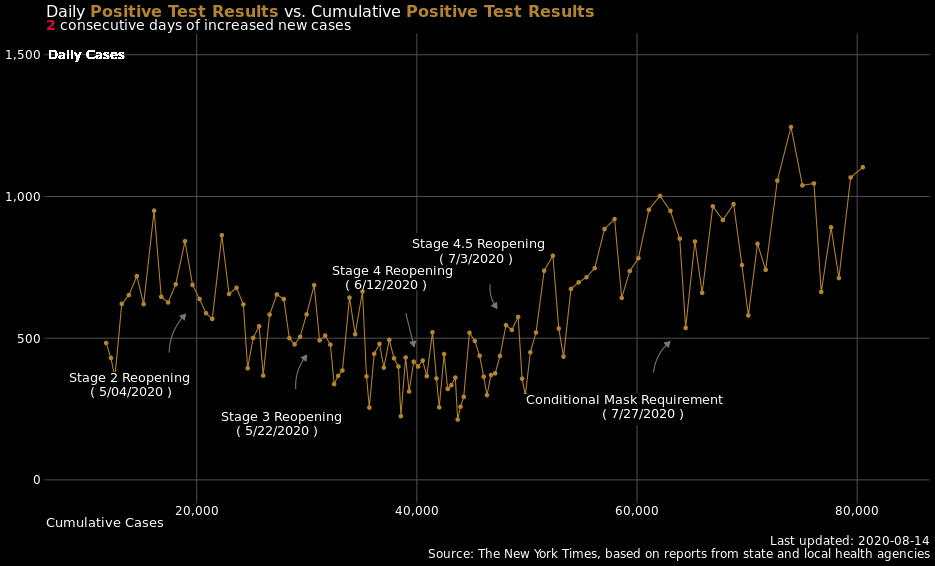 Daily Positive Test Results vs. Cumulative Positive Test Results
2 consecutive days of increased new cases
1,500
Daily Cases
1,000
Stage 4.5 Reopening
( 7/3/2020 )
Stage 4 Reopening
( 6/12/2020 )
500
Stage 2 Reopening
( 5/04/2020 )
Conditional Mask Requirement
( 7/27/2020 )
Stage 3 Reopening
( 5/22/2020 )
0
20,000
40,000
60,000
80,000
Cumulative Cases
Last updated: 2020-08-14
Source: The New York Times, based on reports from state and local health agencies